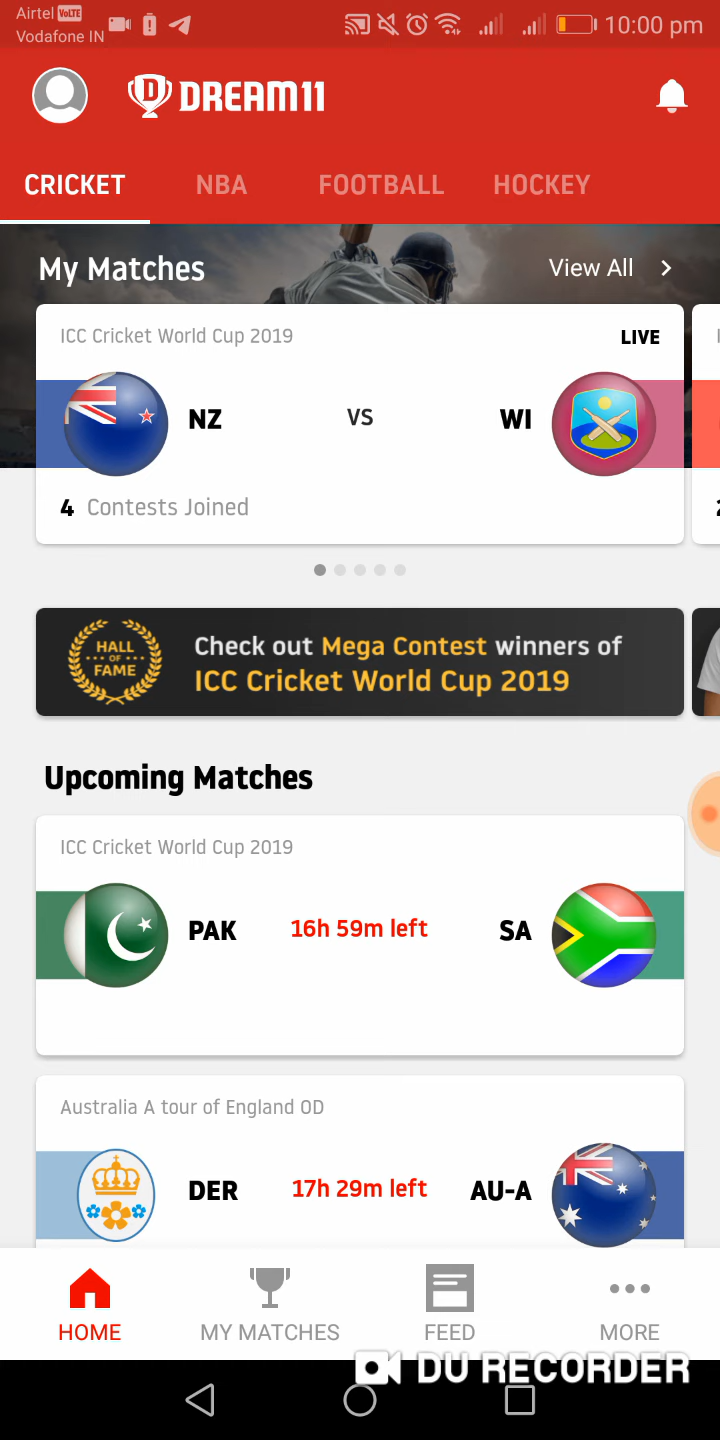 Airtel VoLTE
Vodafone IN
10:00 pm
DREAM11
CRICKET NBA FOOTBALL HOCKEY
My Matches
View All
ICC Cricket World Cup 2019
LIVE
NZ VS WI
4 Contests Joined
HALL OF FAME
Check out Mega Contest winners of
ICC Cricket World Cup 2019
Upcoming Matches
ICC Cricket World Cup 2019
PAK 16h 59m left SA
Australia A tour of England OD
DER 17h 29m left AU-A
HOME MY MATCHES FEED MORE
DU RECORDER